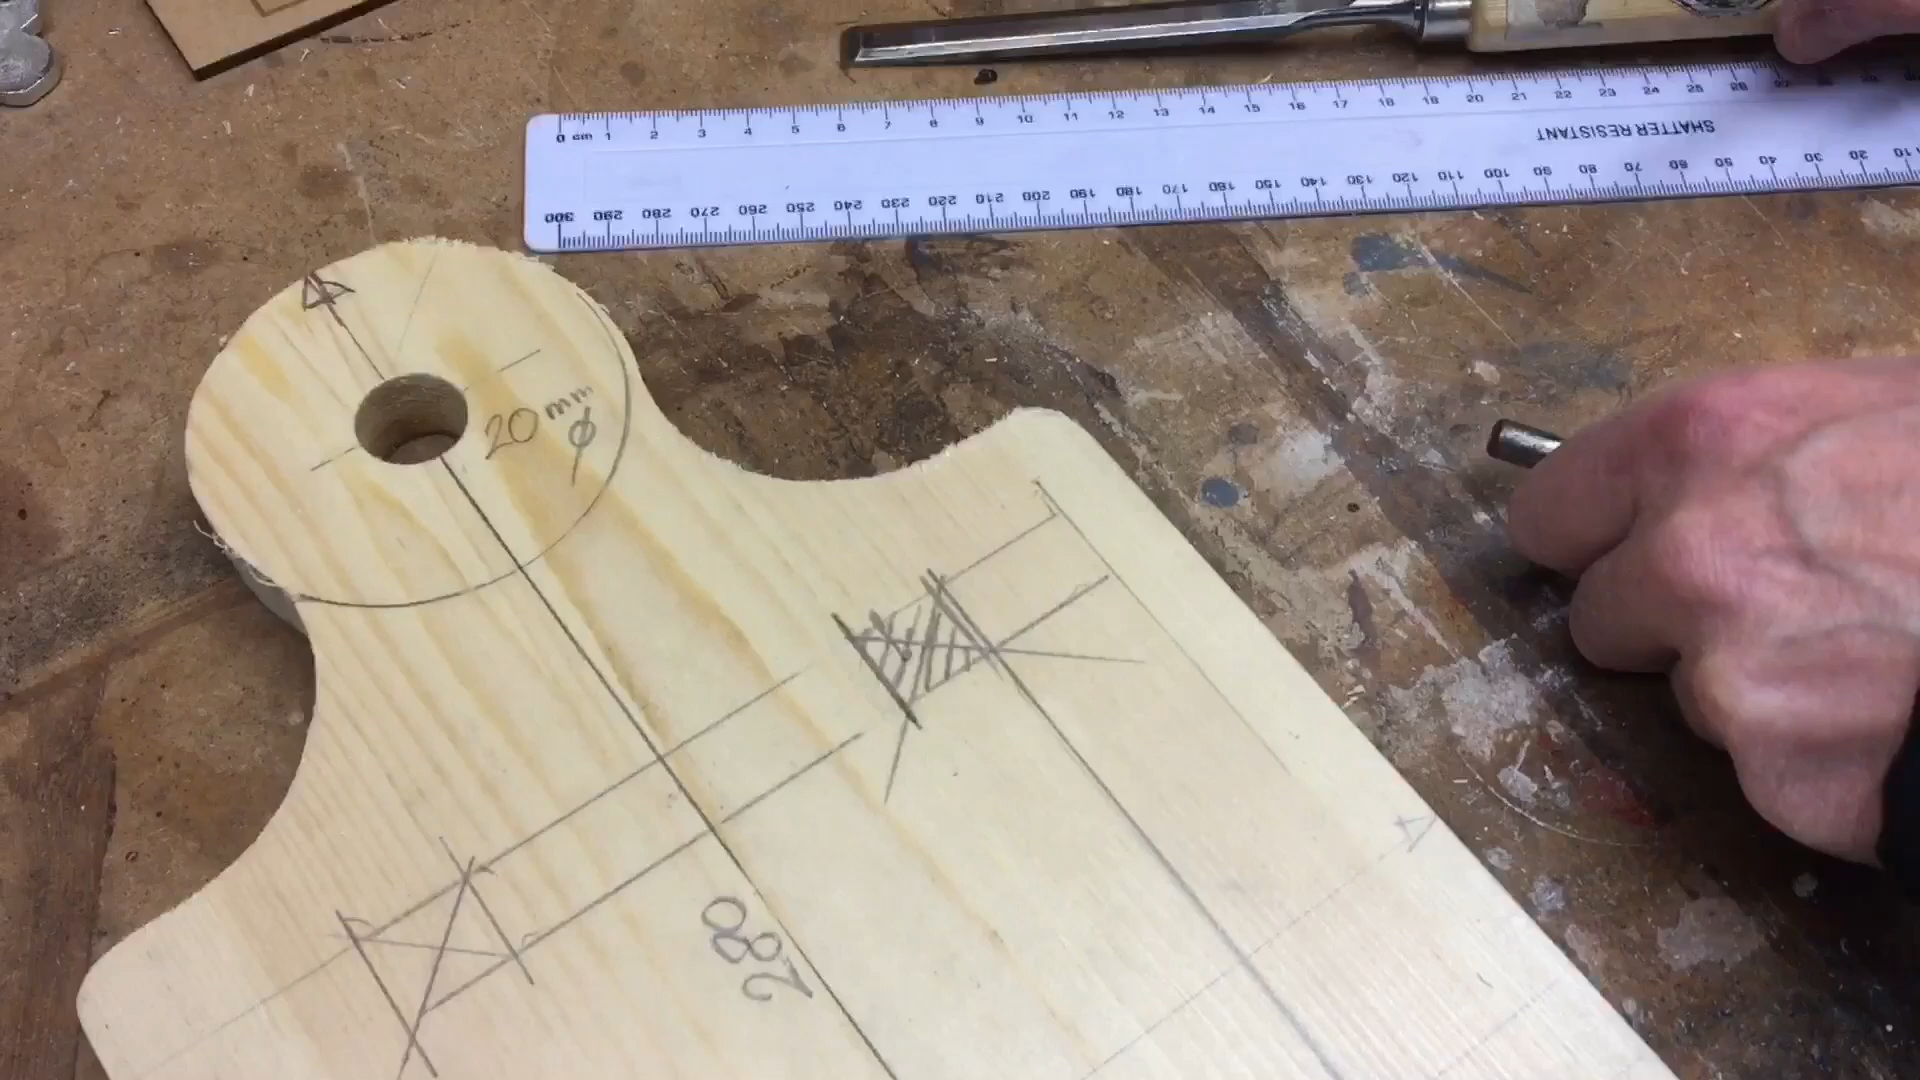 0 cm 1 2 3 4 5 6 7 8 9 10 11 12 13 14 15 16 17 18 19 20 21 22 23 24 25 26
SHATTER RESISTANT
300 290 280 270 260 250 240 230 220 210 200 190 180 170 160 150 140 130 120 110 100 90 80 70 60 50 40 30 20 10
20 mm
ø
280